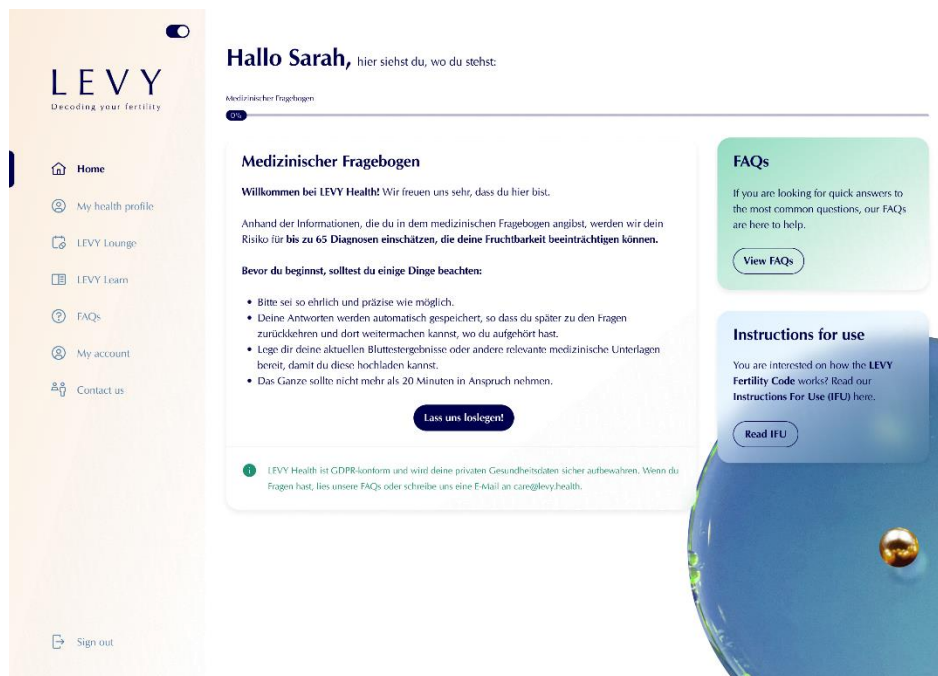 LEVY
Decoding your fertility
Home
My health profile
LEVY Lounge
LEVY Learn
FAQs
My account
Contact us
Sign out
Hallo Sarah, hier siehst du, wo du stehst:
Medizinischer Fragebogen
0%
Medizinischer Fragebogen
Willkommen bei LEVY Health! Wir freuen uns sehr, dass du hier bist.
Anhand der Informationen, die du in dem medizinischen Fragebogen angibst, werden wir dein
Risiko für bis zu 65 Diagnosen einschätzen, die deine Fruchtbarkeit beeinträchtigen können.
Bevor du beginnst, solltest du einige Dinge beachten:
• Bitte sei so ehrlich und präzise wie möglich.
• Deine Antworten werden automatisch gespeichert, so dass du später zu den Fragen
zurückkehren und dort weitermachen kannst, wo du aufgehört hast.
• Lege dir deine aktuellen Bluttestergebnisse oder andere relevante medizinische Unterlagen
bereit, damit du diese hochladen kannst.
• Das Ganze sollte nicht mehr als 20 Minuten in Anspruch nehmen.
Lass uns loslegen!
LEVY Health ist GDPR-konform und wird deine privaten Gesundheitsdaten sicher aufbewahren. Wenn du
Fragen hast, lies unsere FAQs oder schreibe uns eine E-Mail an care@levy.health.
FAQs
If you are looking for quick answers to
the most common questions, our FAQs
are here to help.
View FAQs
Instructions for use
You are interested on how the LEVY
Fertility Code works? Read our
Instructions For Use (IFU) here.
Read IFU